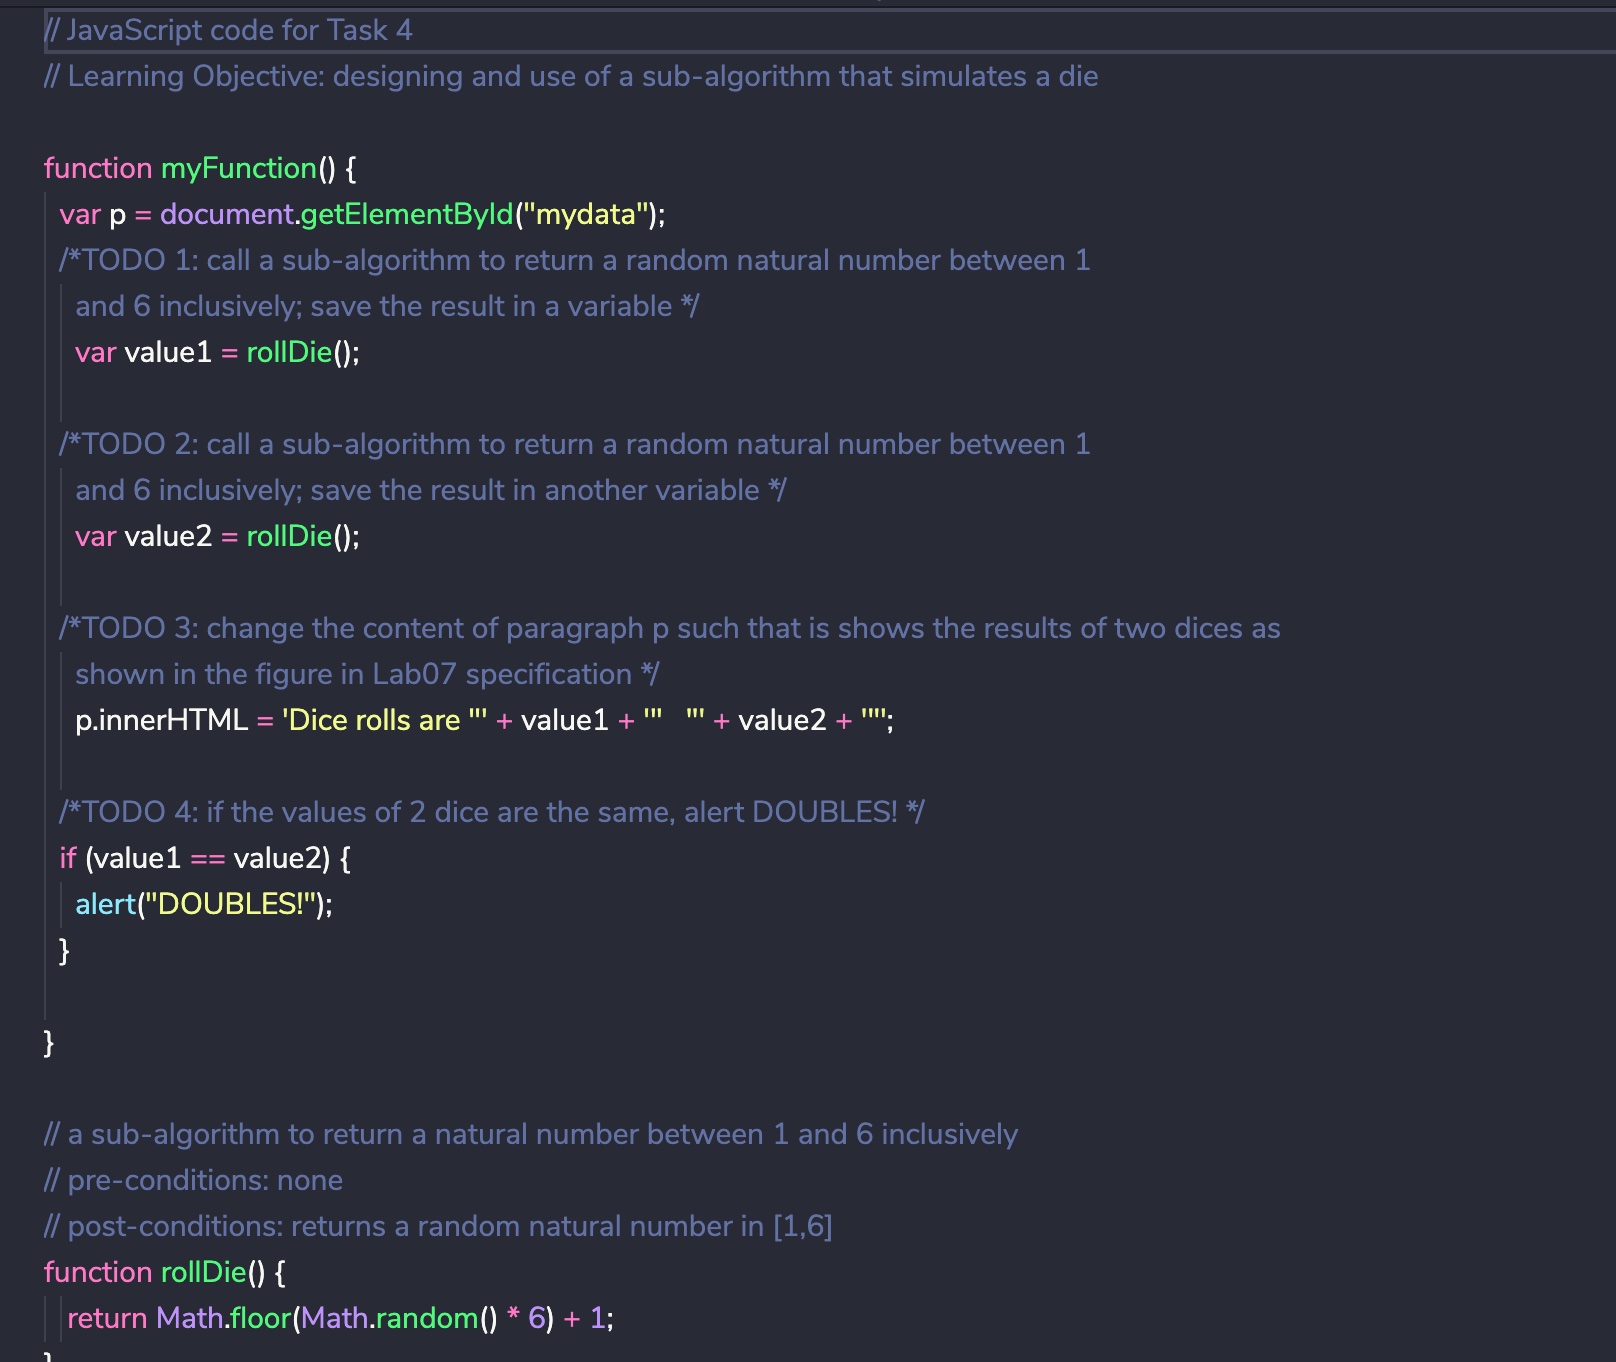 // JavaScript code for Task 4
// Learning Objective: designing and use of a sub-algorithm that simulates a die
function myFunction() {
var p = document.getElementById("mydata");
/*TODO 1: call a sub-algorithm to return a random natural number between 1
and 6 inclusively; save the result in a variable */
var value1 = rollDie();
/*TODO 2: call a sub-algorithm to return a random natural number between 1
and 6 inclusively; save the result in another variable */
var value2 = rollDie();
/*TODO 3: change the content of paragraph p such that is shows the results of two dices as
shown in the figure in Lab07 specification */
p.innerHTML = 'Dice rolls are "' + value1 + '"   "' + value2 + '"';
/*TODO 4: if the values of 2 dice are the same, alert DOUBLES! */
if (value1 == value2) {
alert("DOUBLES!");
}
}
// a sub-algorithm to return a natural number between 1 and 6 inclusively
// pre-conditions: none
// post-conditions: returns a random natural number in [1,6]
function rollDie() {
return Math.floor(Math.random() * 6) + 1;
}